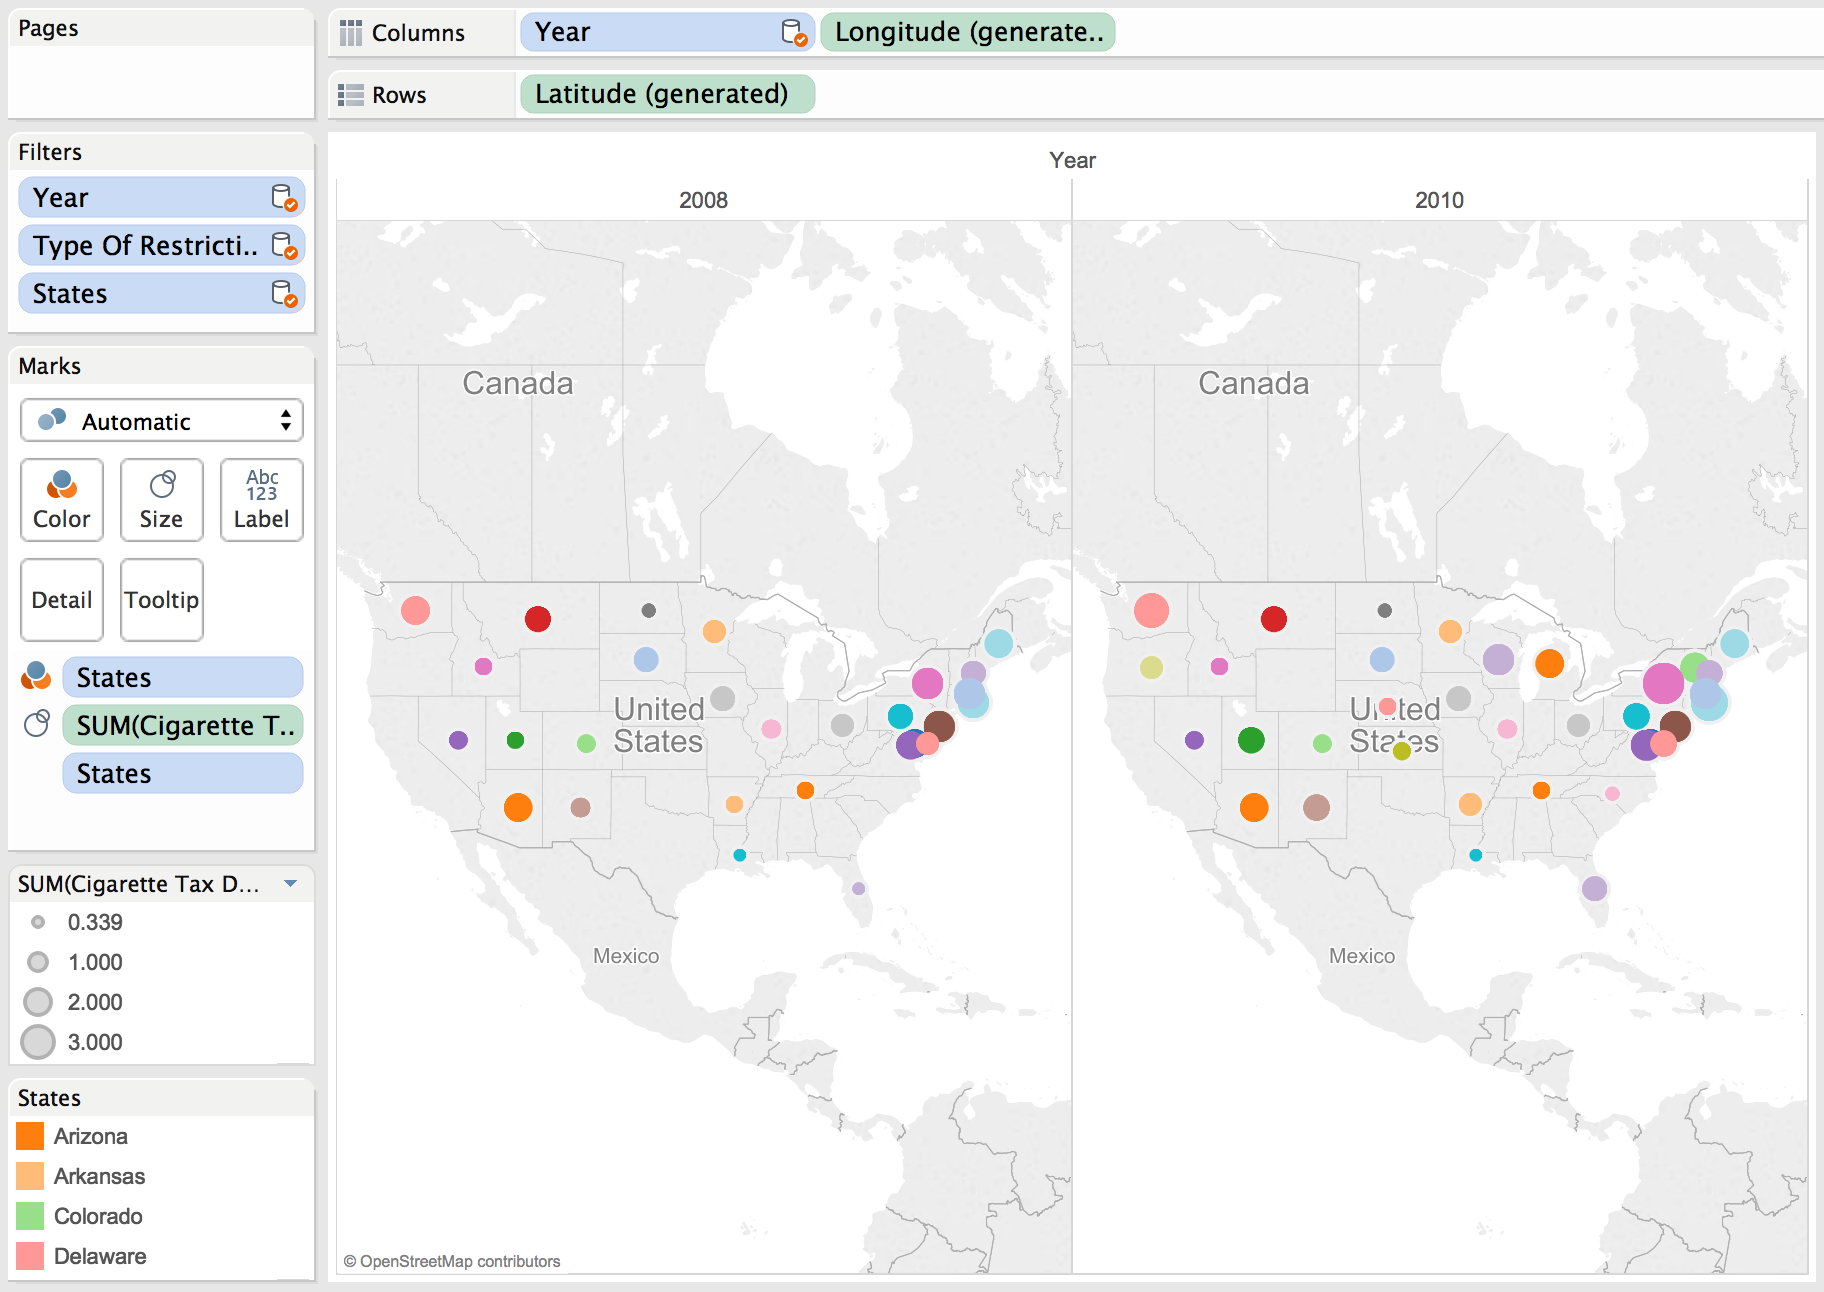 Pages
Columns
Year
Longitude (generate..
Rows
Latitude (generated)
Filters
Year
Type Of Restricti..
States
Marks
Automatic
Color
Size
Abc
123
Label
Detail
Tooltip
States
SUM(Cigarette T..
States
SUM(Cigarette Tax D...
0.339
1.000
2.000
3.000
States
Arizona
Arkansas
Colorado
Delaware
Year
2008
2010
Canada
United
States
Mexico
Canada
United
States
Mexico
© OpenStreetMap contributors